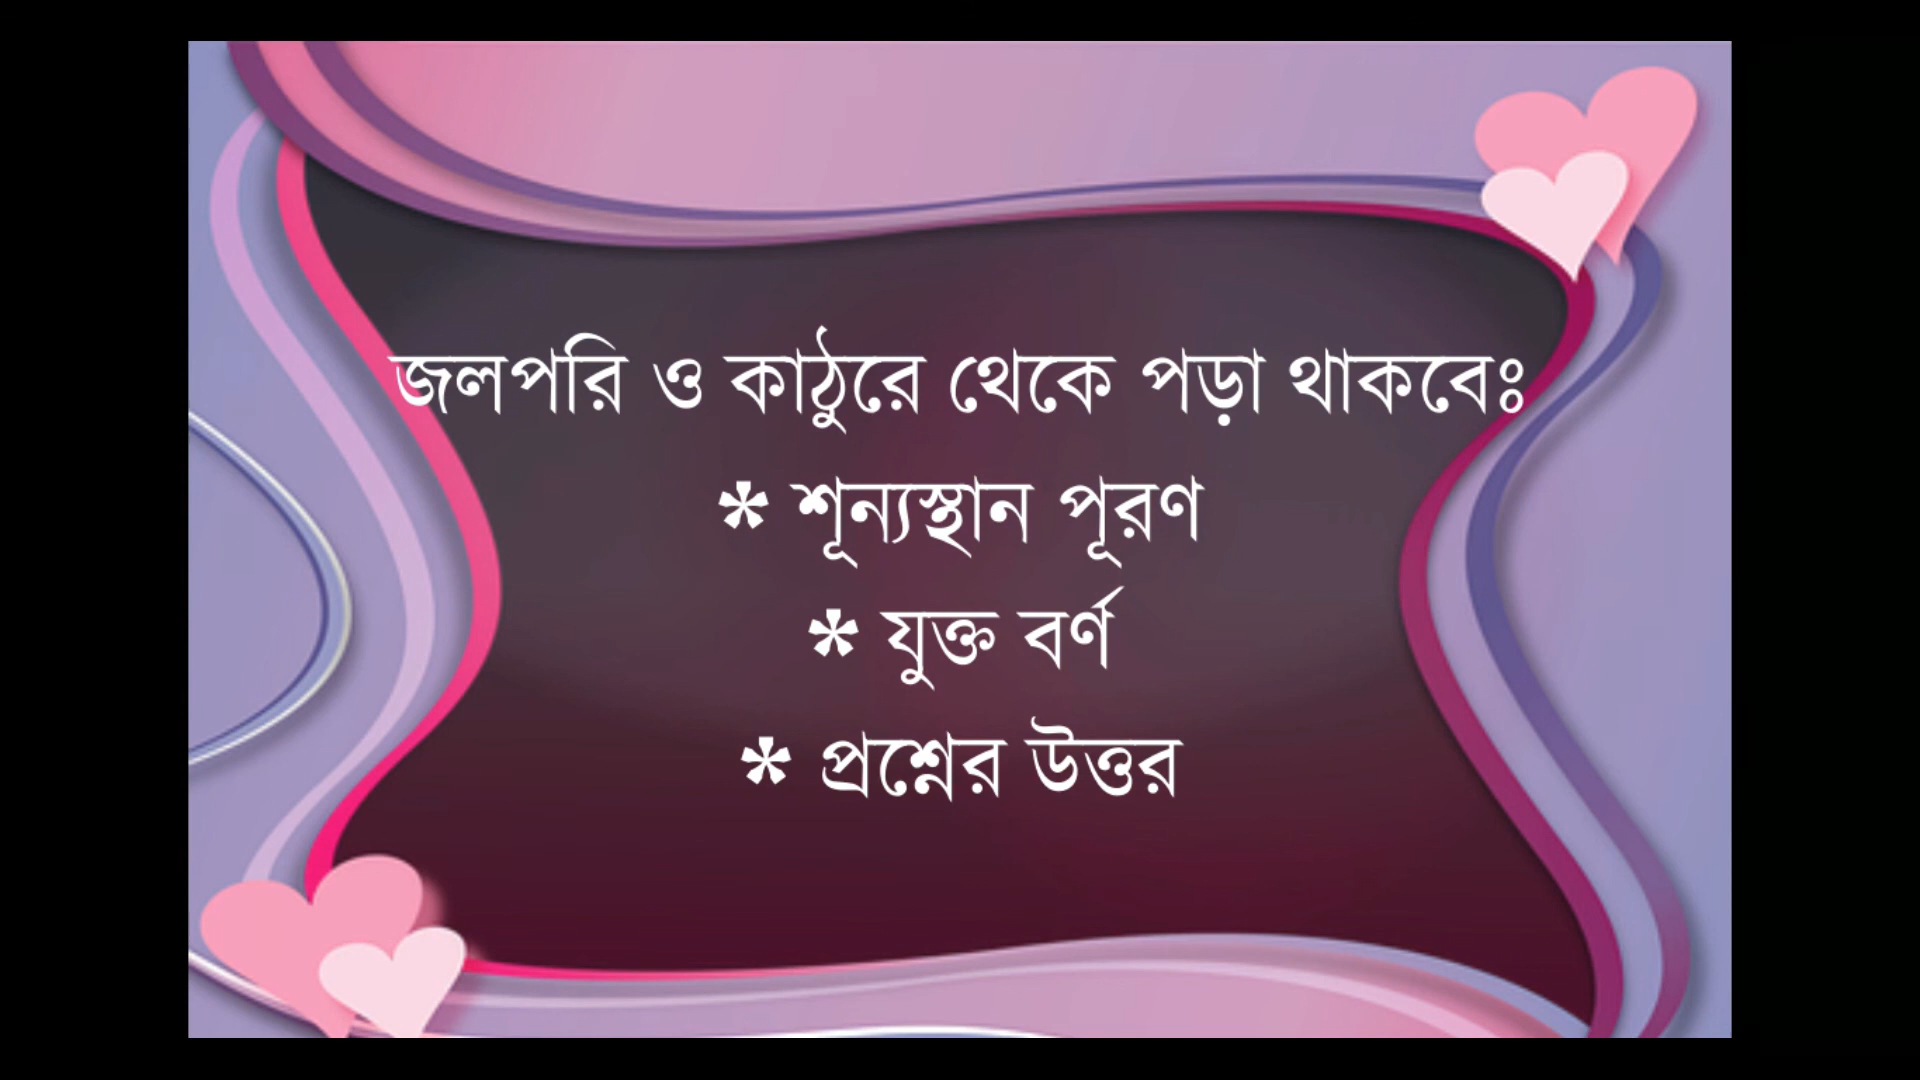 জলপরি ও কাঠুরে থেকে পড়া থাকবেঃ
* শূন্যস্থান পূরণ
* যুক্ত বর্ণ
* প্রশ্নের উত্তর